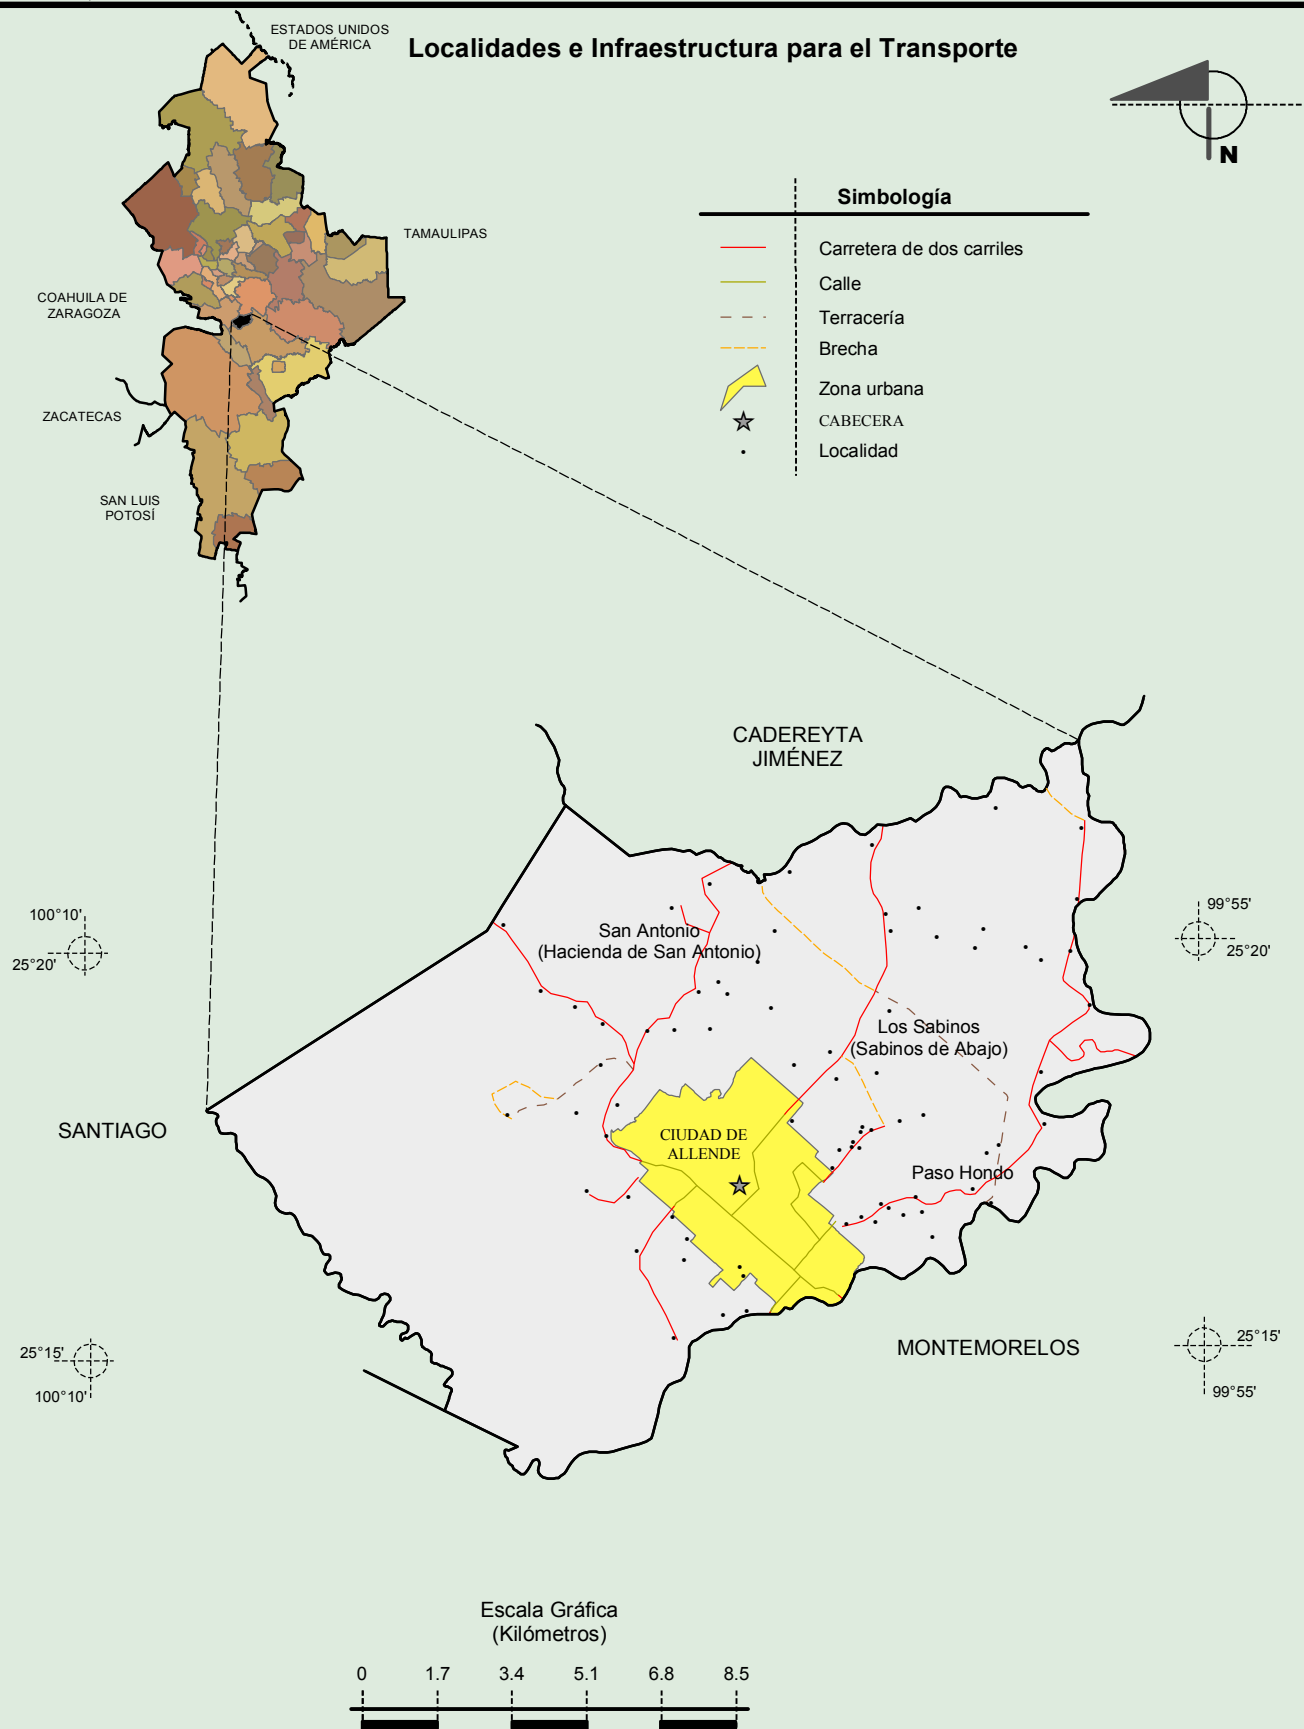 ESTADOS UNIDOS
DE AMÉRICA
Localidades e Infraestructura para el Transporte
N
Simbología
Carretera de dos carriles
Calle
Terracería
Brecha
Zona urbana
CABECERA
Localidad
TAMAULIPAS
COAHUILA DE
ZARAGOZA
ZACATECAS
SAN LUIS
POTOSÍ
CADEREYTA
JIMÉNEZ
100°10'
25°20'
99°55'
25°20'
San Antonio
(Hacienda de San Antonio)
Los Sabinos
(Sabinos de Abajo)
SANTIAGO
CIUDAD DE
ALLENDE
Paso Hondo
MONTEMORELOS
25°15'
100°10'
25°15'
99°55'
Escala Gráfica
(Kilómetros)
0 1.7 3.4 5.1 6.8 8.5